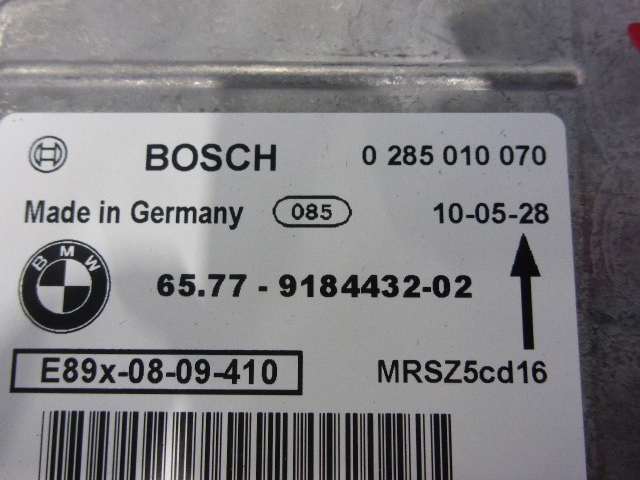 BOSCH 0 285 010 070
Made in Germany 085 10-05-28
BMW 65.77 - 9184432-02
E89x-08-09-410 MRSZ5cd16